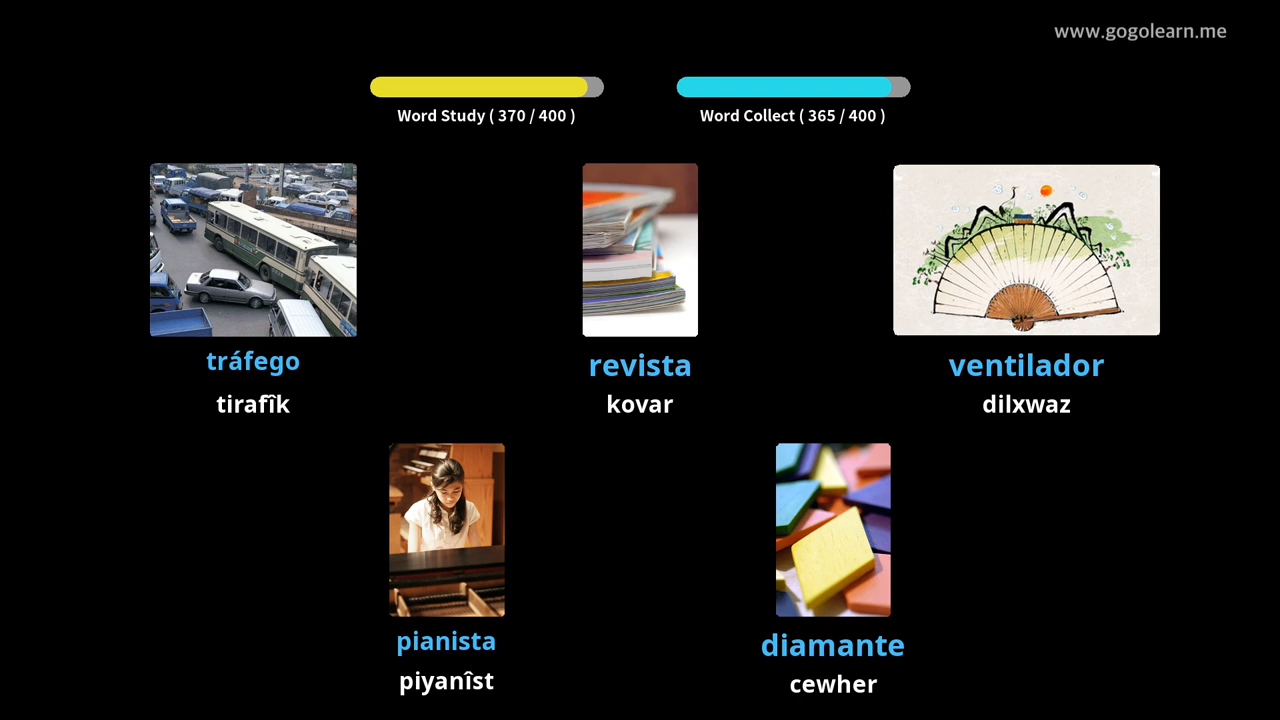 www.gogolearn.me
Word Study ( 370 / 400 )
Word Collect ( 365 / 400 )
tráfego
tirafîk
revista
kovar
ventilador
dilxwaz
pianista
piyanîst
diamante
cewher